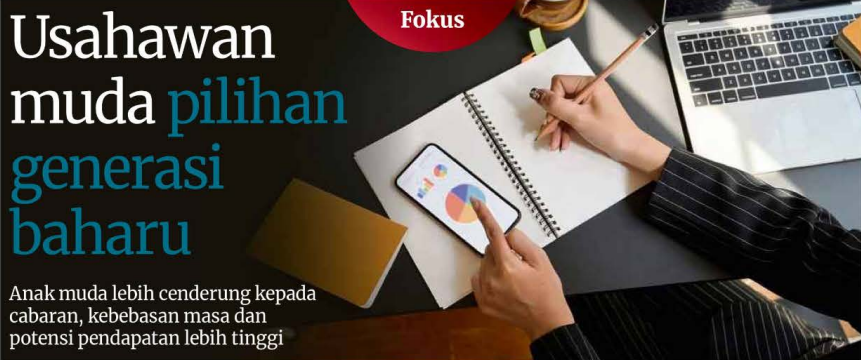 Fokus
Usahawan
muda pilihan
generasi
baharu
Anak muda lebih cenderung kepada
cabaran, kebebasan masa dan
potensi pendapatan lebih tinggi